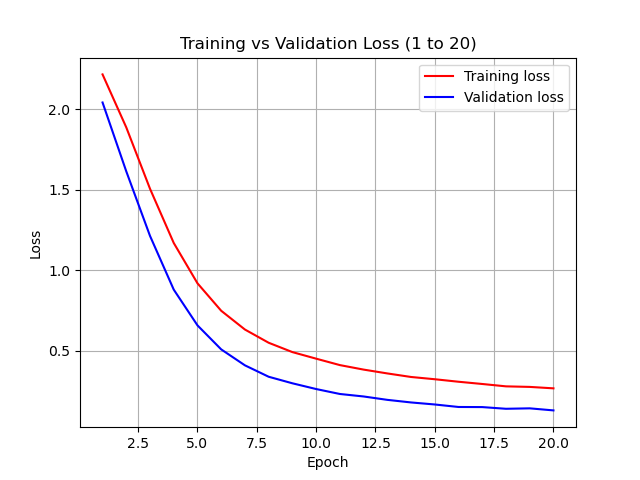 Training vs Validation Loss (1 to 20)
Training loss
Validation loss
Loss
2.0
1.5
1.0
0.5
2.5 5.0 7.5 10.0 12.5 15.0 17.5 20.0
Epoch